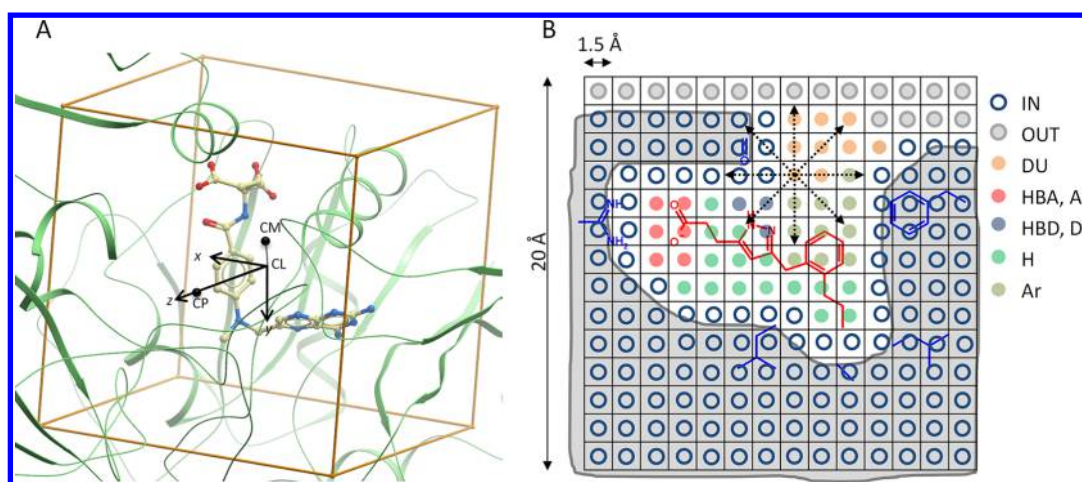 A
B
1.5 Å
20 Å
CM
x
CL
z
CP
y
O
NH
NH₂
O
O
N
N
IN
OUT
DU
HBA, A
HBD, D
H
Ar